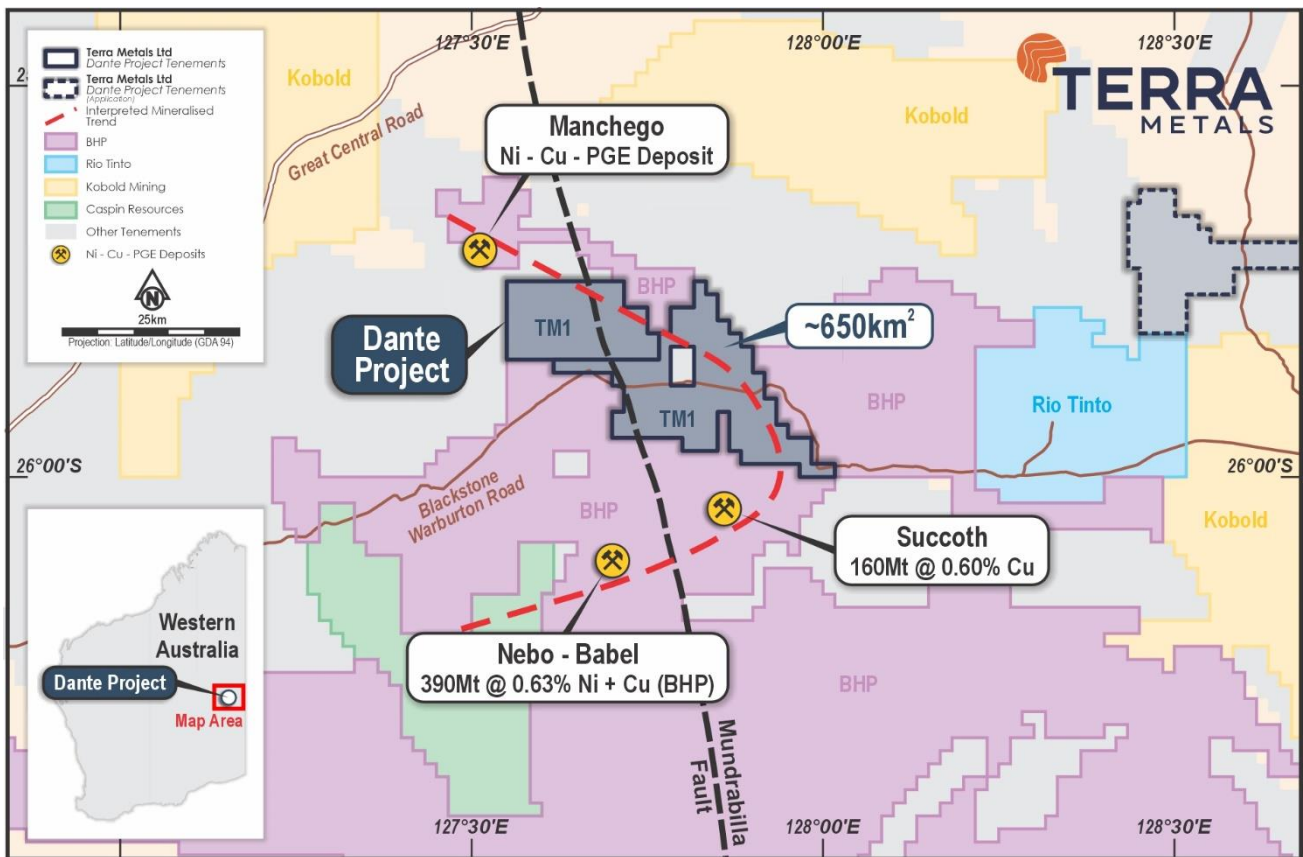 127°30'E
128°00'E
128°30'E
Terra Metals Ltd
Dante Project Tenements
Terra Metals Ltd
Dante Project Tenements
(Application)
Interpreted Mineralised
Trend
BHP
Rio Tinto
Kobold Mining
Caspin Resources
Other Tenements
Ni - Cu - PGE Deposits
N
25km
Projection: Latitude/Longitude (GDA 94)
Kobold
Great Central Road
Manchego
Ni - Cu - PGE Deposit
Kobold
TERRA
METALS
BHP
Dante
Project
TM1
~650km²
TM1
BHP
Rio Tinto
26°00'S
26°00'S
Blackstone
Warburton Road
BHP
BHP
Kobold
Succoth
160Mt @ 0.60% Cu
Nebo - Babel
390Mt @ 0.63% Ni + Cu (BHP)
BHP
Mundrabilla
Fault
Western
Australia
Dante Project
Map Area
127°30'E
128°00'E
128°30'E